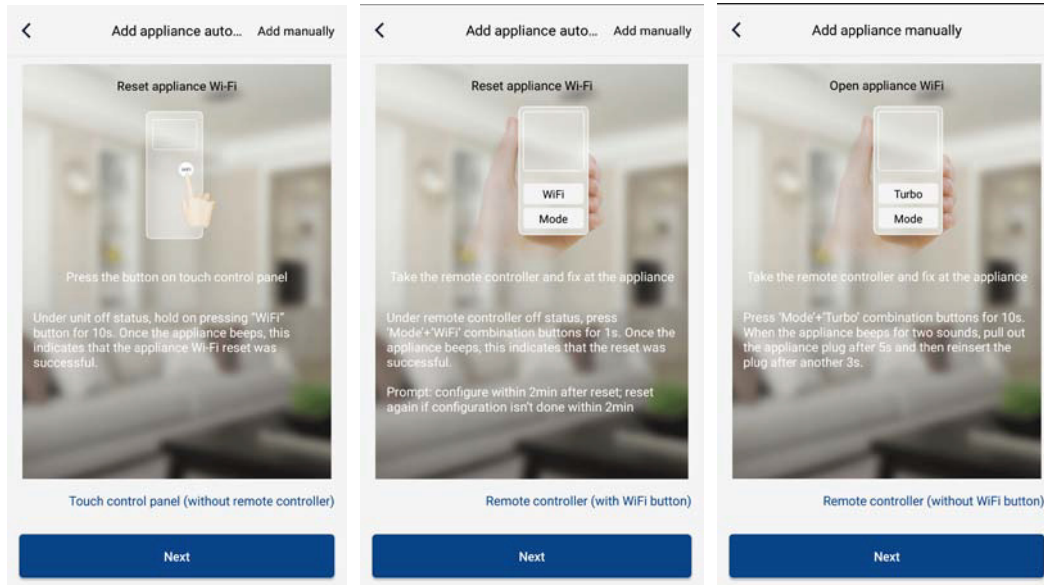 Add appliance auto... Add manually
Reset appliance Wi-Fi
WiFi
Press the button on touch control panel
Under unit off status, hold on pressing "WiFi"
button for 10s. Once the appliance beeps, this
indicates that the appliance Wi-Fi reset was
successful.
Touch control panel (without remote controller)
Next
Add appliance auto... Add manually
Reset appliance Wi-Fi
WiFi
Mode
Take the remote controller and fix at the appliance
Under remote controller off status, press
'Mode'+'WiFi' combination buttons for 1s. Once the
appliance beeps, this indicates that the reset was
successful.
Prompt: configure within 2min after reset; reset
again if configuration isn't done within 2min
Remote controller (with WiFi button)
Next
Add appliance manually
Open appliance WiFi
Turbo
Mode
Take the remote controller and fix at the appliance
Press 'Mode'+'Turbo' combination buttons for 10s.
When the appliance beeps for two sounds, pull out
the appliance plug after 5s and then reinsert the
plug after another 3s.
Remote controller (without WiFi button)
Next